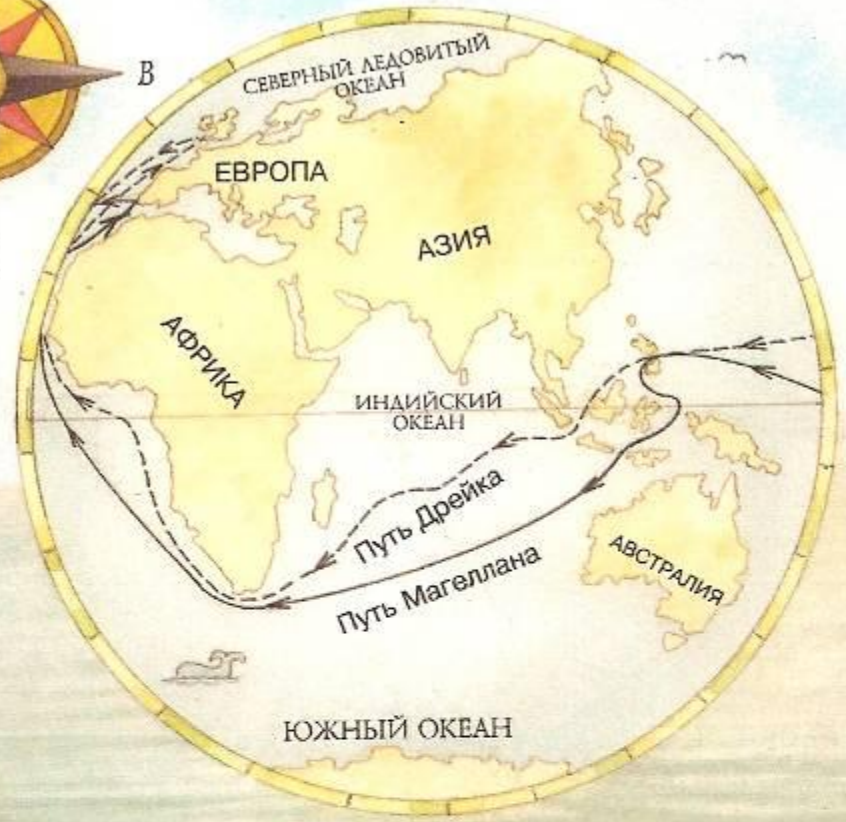 В
СЕВЕРНЫЙ ЛЕДОВИТЫЙ
ОКЕАН
ЕВРОПА
АЗИЯ
АФРИКА
ИНДИЙСКИЙ
ОКЕАН
Путь Дрейка
Путь Магеллана
АВСТРАЛИЯ
ЮЖНЫЙ ОКЕАН